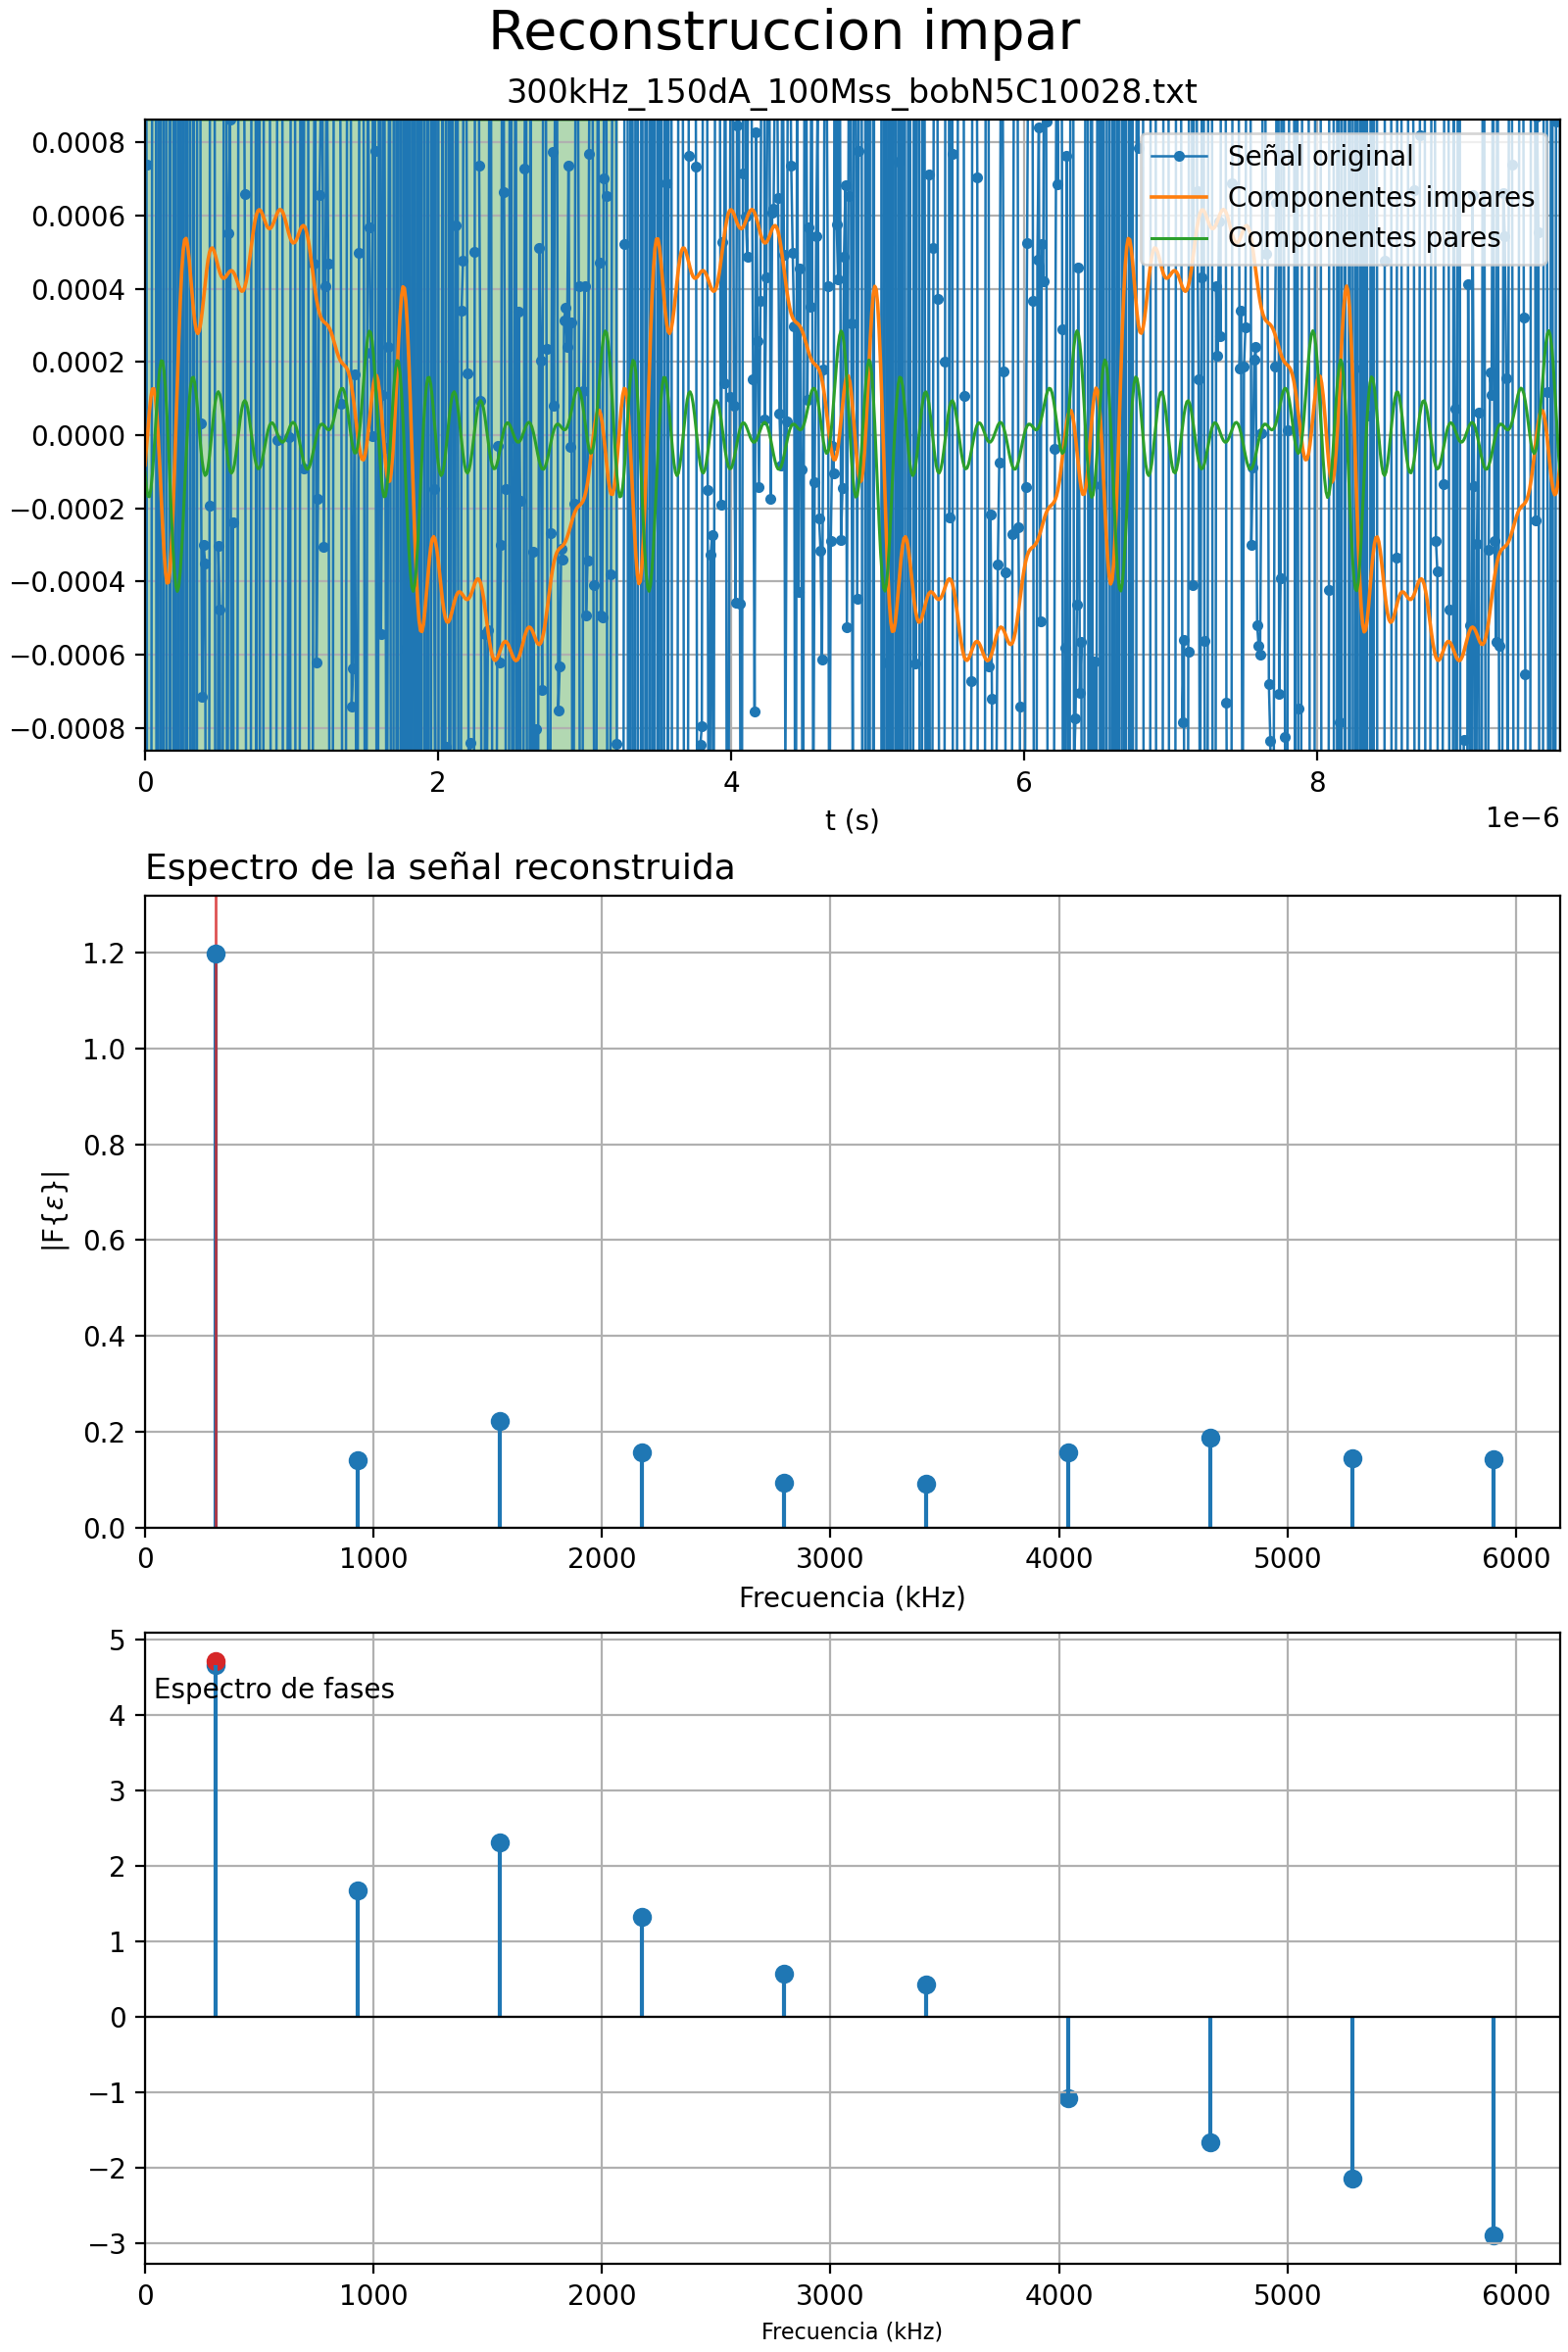 Reconstruccion impar
300kHz_150dA_100Mss_bobN5C10028.txt
0.0008
0.0006
0.0004
0.0002
0.0000
−0.0002
−0.0004
−0.0006
−0.0008
Señal original
Componentes impares
Componentes pares
0 2 4 6 8
t (s)
1e−6
Espectro de la señal reconstruida
1.2
1.0
0.8
0.6
0.4
0.2
0.0
|F{ε}|
0 1000 2000 3000 4000 5000 6000
Frecuencia (kHz)
5
Espectro de fases
4
3
2
1
0
−1
−2
−3
0 1000 2000 3000 4000 5000 6000
Frecuencia (kHz)